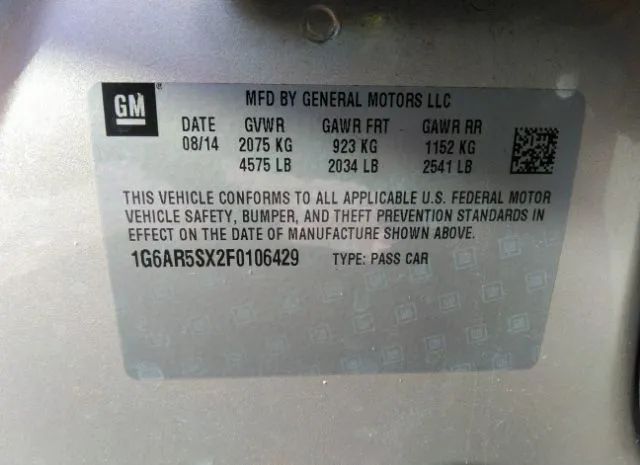 GM ®
MFD BY GENERAL MOTORS LLC
DATE GVWR GAWR FRT GAWR RR
08/14 2075 KG 923 KG 1152 KG
4575 LB 2034 LB 2541 LB
THIS VEHICLE CONFORMS TO ALL APPLICABLE U.S. FEDERAL MOTOR
VEHICLE SAFETY, BUMPER, AND THEFT PREVENTION STANDARDS IN
EFFECT ON THE DATE OF MANUFACTURE SHOWN ABOVE.
1G6AR5SX2F0106429 TYPE: PASS CAR